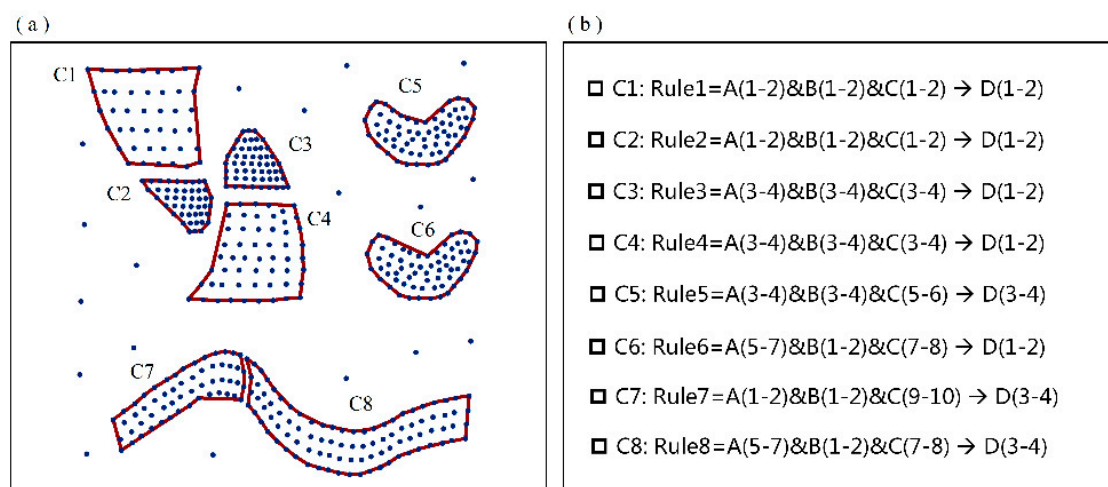 ( a )
C1
C2
C3
C4
C5
C6
C7
C8
( b )
C1: Rule1=A(1-2)&B(1-2)&C(1-2) → D(1-2)
C2: Rule2=A(1-2)&B(1-2)&C(1-2) → D(1-2)
C3: Rule3=A(3-4)&B(3-4)&C(3-4) → D(1-2)
C4: Rule4=A(3-4)&B(3-4)&C(3-4) → D(1-2)
C5: Rule5=A(3-4)&B(3-4)&C(5-6) → D(3-4)
C6: Rule6=A(5-7)&B(1-2)&C(7-8) → D(1-2)
C7: Rule7=A(1-2)&B(1-2)&C(9-10) → D(3-4)
C8: Rule8=A(5-7)&B(1-2)&C(7-8) → D(3-4)